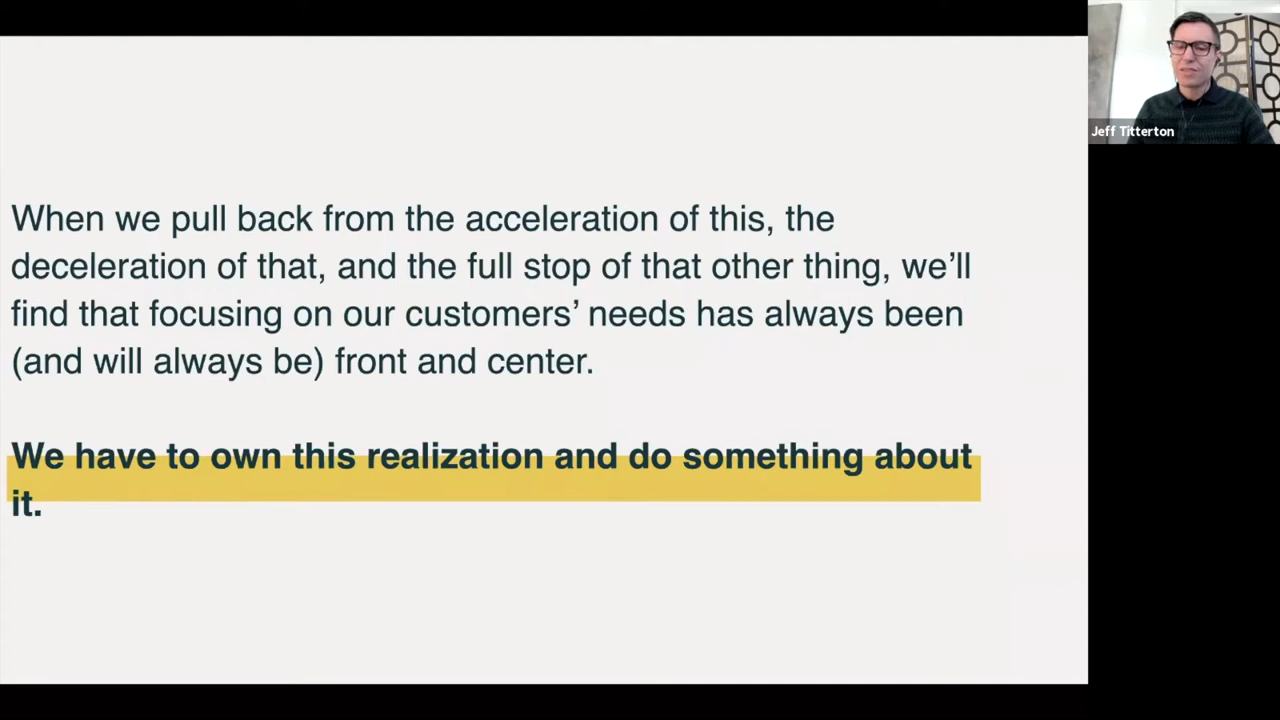 When we pull back from the acceleration of this, the
deceleration of that, and the full stop of that other thing, we’ll
find that focusing on our customers’ needs has always been
(and will always be) front and center.
We have to own this realization and do something about
it.
Jeff Titterton